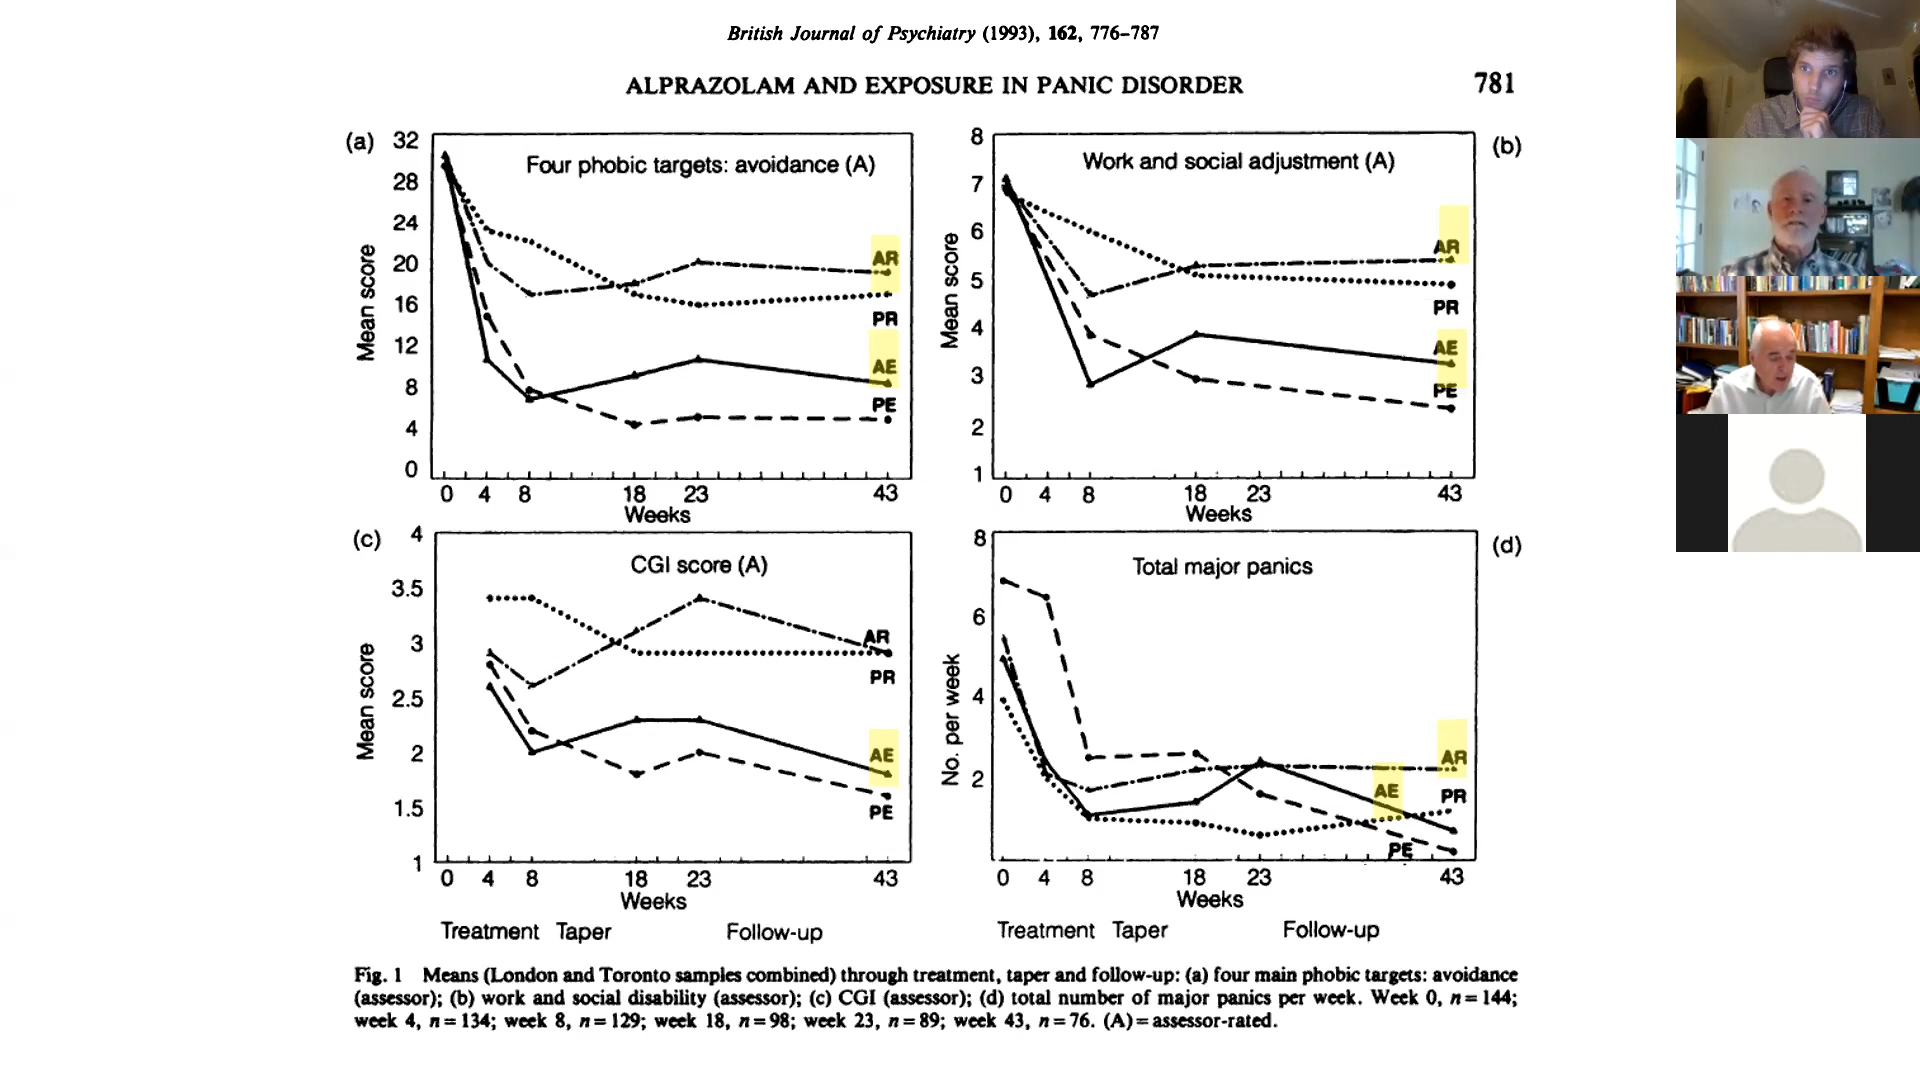 British Journal of Psychiatry (1993), 162, 776–787
ALPRAZOLAM AND EXPOSURE IN PANIC DISORDER 781
(a)
Four phobic targets: avoidance (A)
Mean score
32
28
24
20
16
12
8
4
0
AR
PR
AE
PE
0 4 8 18 23 43
Weeks
(b)
Work and social adjustment (A)
Mean score
8
7
6
5
4
3
2
1
AR
PR
AE
PE
0 4 8 18 23 43
Weeks
(c)
CGI score (A)
Mean score
4
3.5
3
2.5
2
1.5
1
AR
PR
AE
PE
0 4 8 18 23 43
Weeks
Treatment Taper Follow-up
(d)
Total major panics
No. per week
8
6
4
2
AR
AE
PR
PE
0 4 8 18 23 43
Weeks
Treatment Taper Follow-up
Fig. 1 Means (London and Toronto samples combined) through treatment, taper and follow-up: (a) four main phobic targets: avoidance
(assessor); (b) work and social disability (assessor); (c) CGI (assessor); (d) total number of major panics per week. Week 0, n=144;
week 4, n=134; week 8, n=129; week 18, n=98; week 23, n=89; week 43, n=76. (A)=assessor-rated.